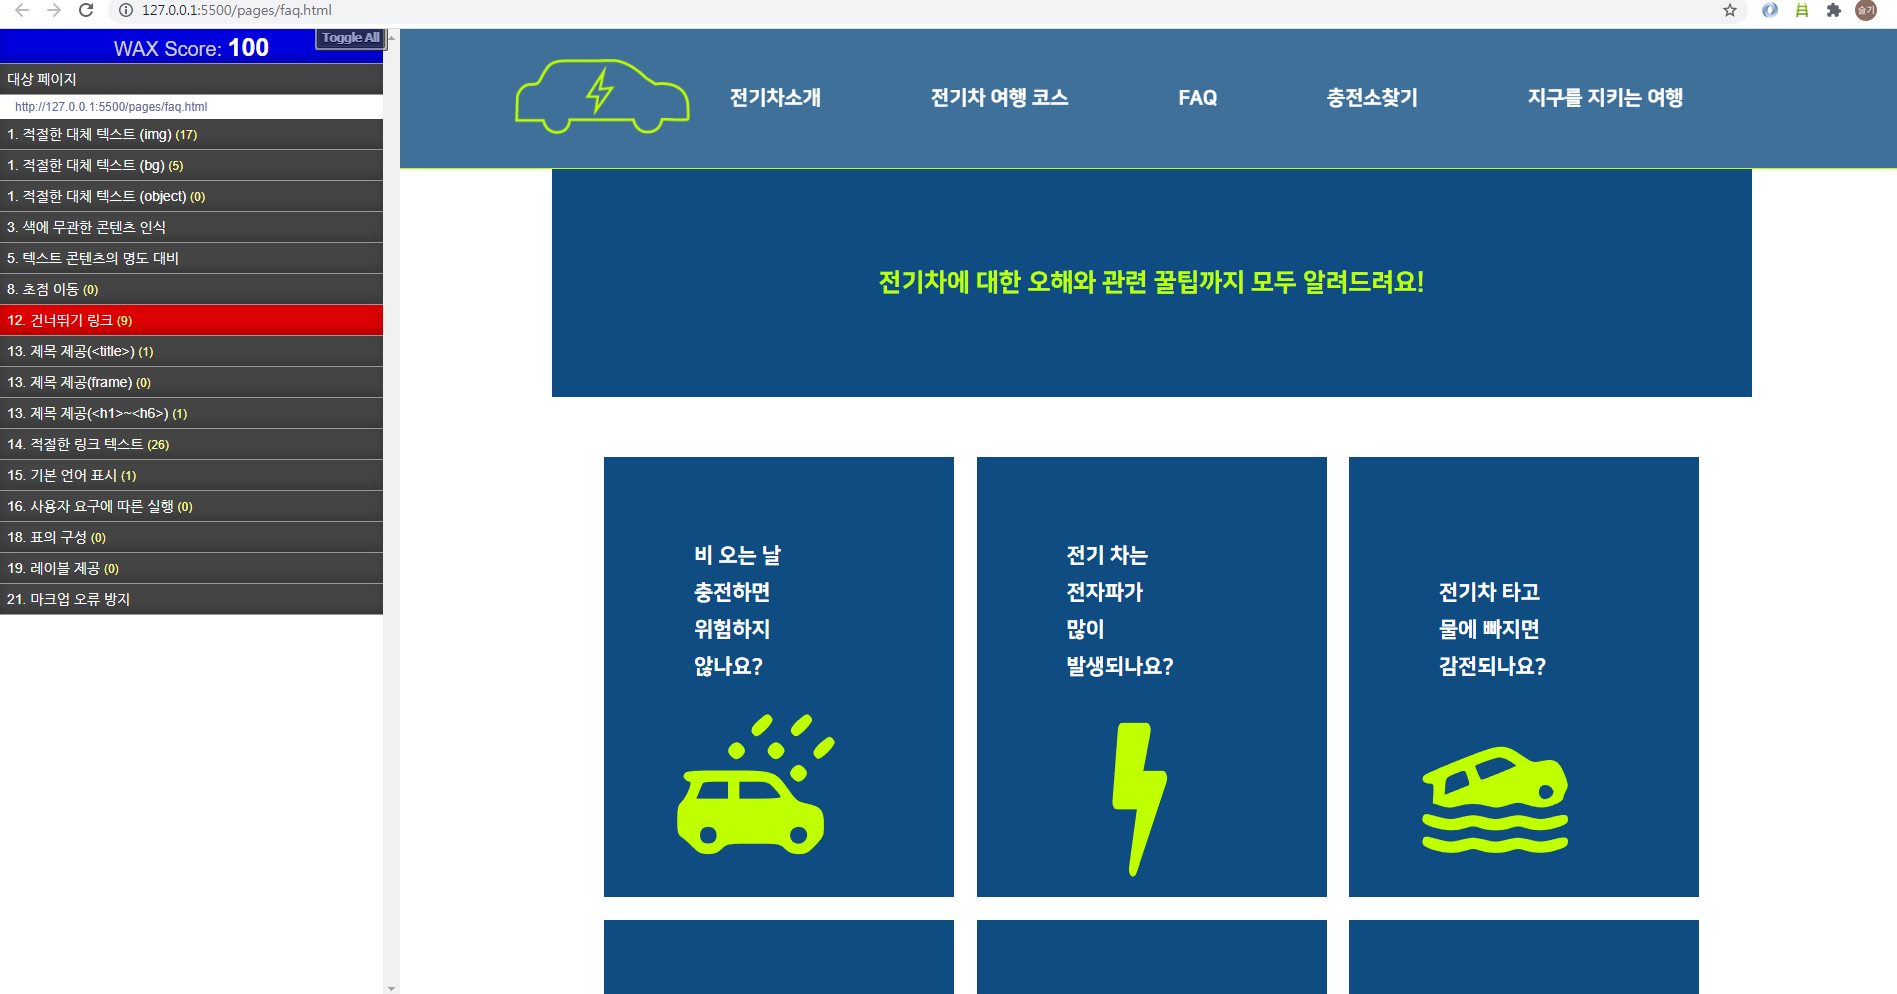 127.0.0.1:5500/pages/faq.html
슬기
WAX Score: 100
Toggle All
대상 페이지
http://127.0.0.1:5500/pages/faq.html
1. 적절한 대체 텍스트 (img) (17)
1. 적절한 대체 텍스트 (bg) (5)
1. 적절한 대체 텍스트 (object) (0)
3. 색에 무관한 콘텐츠 인식
5. 텍스트 콘텐츠의 명도 대비
8. 초점 이동 (0)
12. 건너뛰기 링크 (9)
13. 제목 제공(<title>) (1)
13. 제목 제공(frame) (0)
13. 제목 제공(<h1>~<h6>) (1)
14. 적절한 링크 텍스트 (26)
15. 기본 언어 표시 (1)
16. 사용자 요구에 따른 실행 (0)
18. 표의 구성 (0)
19. 레이블 제공 (0)
21. 마크업 오류 방지
전기차소개
전기차 여행 코스
FAQ
충전소찾기
지구를 지키는 여행
전기차에 대한 오해와 관련 꿀팁까지 모두 알려드려요!
비 오는 날
충전하면
위험하지
않나요?
전기 차는
전자파가
많이
발생되나요?
전기차 타고
물에 빠지면
감전되나요?